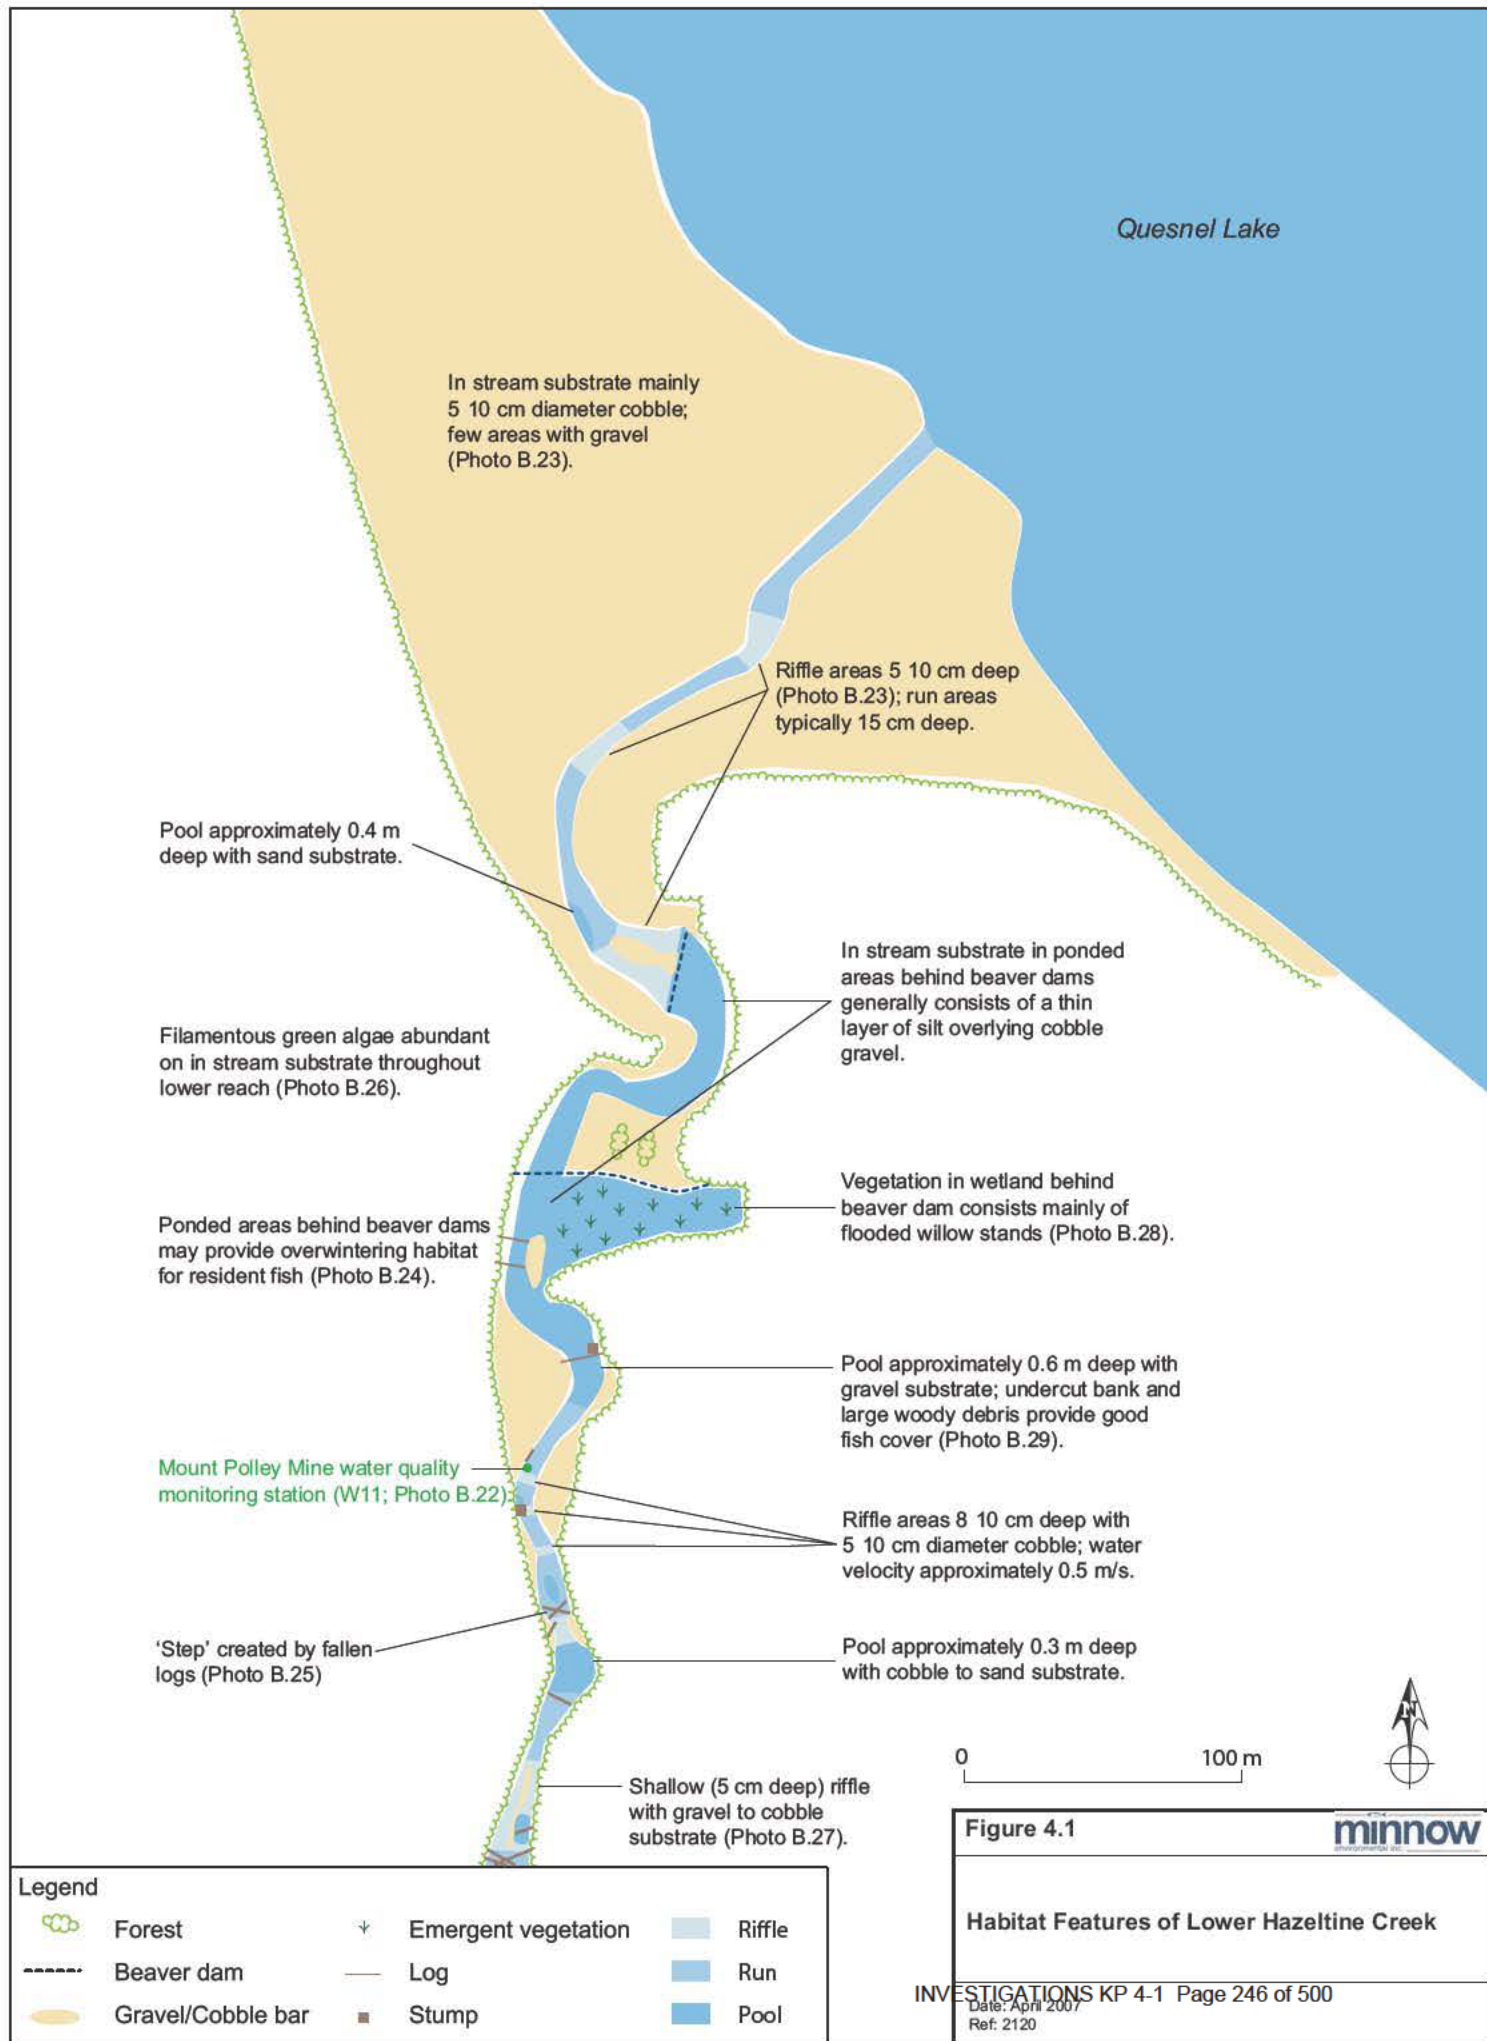 Quesnel Lake
In stream substrate mainly
5 10 cm diameter cobble;
few areas with gravel
(Photo B.23).
Riffle areas 5 10 cm deep
(Photo B.23); run areas
typically 15 cm deep.
Pool approximately 0.4 m
deep with sand substrate.
In stream substrate in ponded
areas behind beaver dams
generally consists of a thin
layer of silt overlying cobble
gravel.
Filamentous green algae abundant
on in stream substrate throughout
lower reach (Photo B.26).
Vegetation in wetland behind
beaver dam consists mainly of
flooded willow stands (Photo B.28).
Ponded areas behind beaver dams
may provide overwintering habitat
for resident fish (Photo B.24).
Pool approximately 0.6 m deep with
gravel substrate; undercut bank and
large woody debris provide good
fish cover (Photo B.29).
Mount Polley Mine water quality
monitoring station (W11; Photo B.22)
Riffle areas 8 10 cm deep with
5 10 cm diameter cobble; water
velocity approximately 0.5 m/s.
'Step' created by fallen
logs (Photo B.25)
Pool approximately 0.3 m deep
with cobble to sand substrate.
N
0 100 m
Shallow (5 cm deep) riffle
with gravel to cobble
substrate (Photo B.27).
Figure 4.1
minnow
environmental inc.
Habitat Features of Lower Hazeltine Creek
INVESTIGATIONS KP 4-1 Page 246 of 500
Date: April 2007
Ref: 2120
Legend
Forest
Emergent vegetation
Riffle
Beaver dam
Log
Run
Gravel/Cobble bar
Stump
Pool